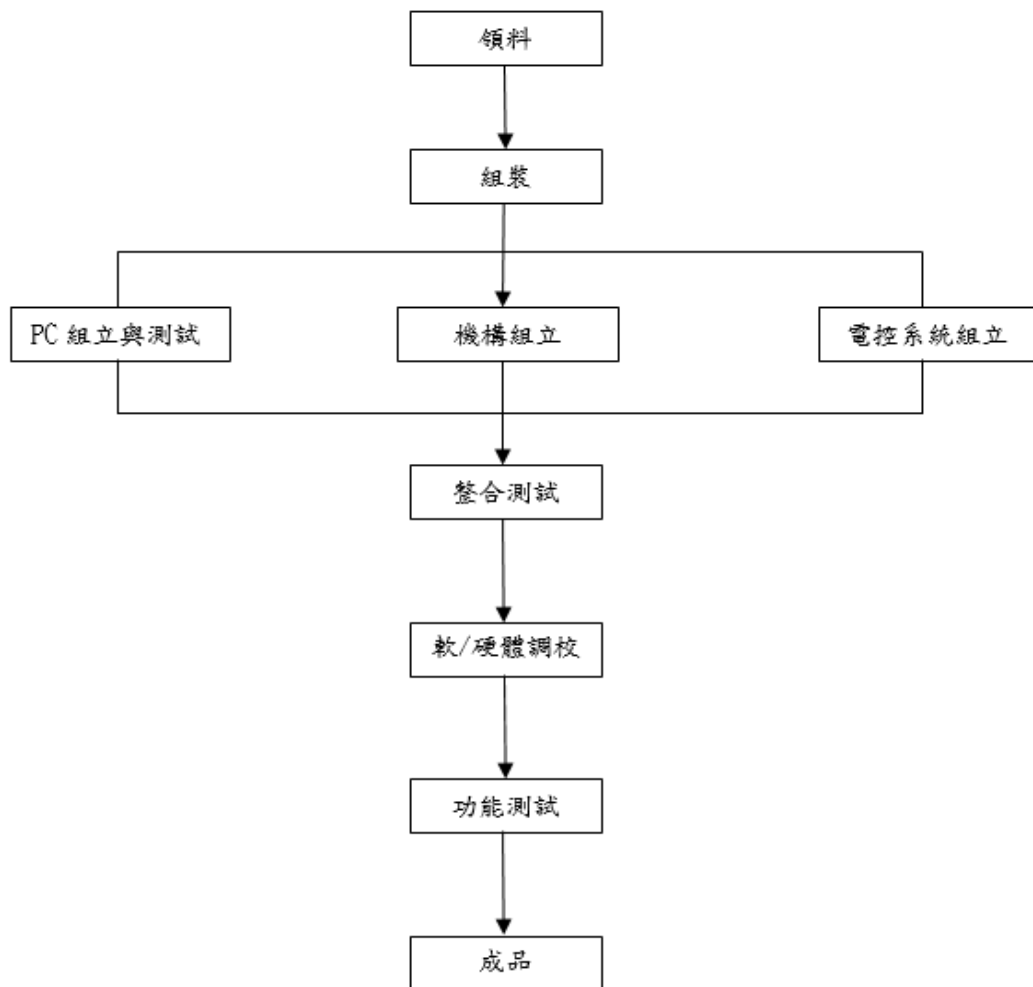 領料
組裝
PC 組立與測試
機構組立
電控系統組立
整合測試
軟/硬體調校
功能測試
成品